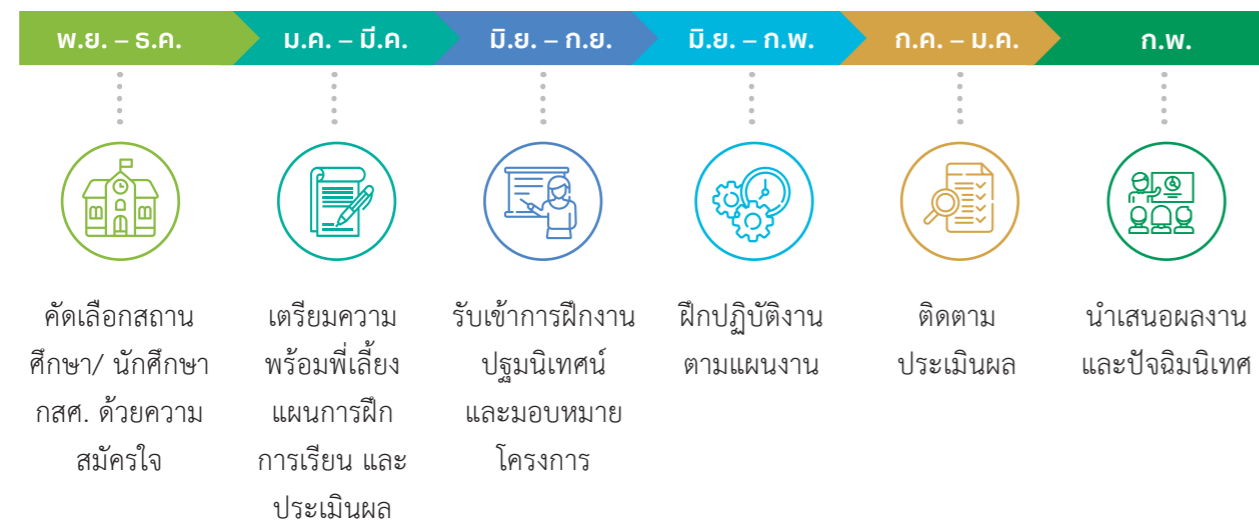 พ.ย. – ธ.ค.
ม.ค. – มี.ค.
มิ.ย. – ก.ย.
มิ.ย. – ก.พ.
ก.ค. – ม.ค.
ก.พ.
คัดเลือกสถาน
ศึกษา/ นักศึกษา
กสศ. ด้วยความ
สมัครใจ
เตรียมความ
พร้อมพี่เลี้ยง
แผนการฝึก
การเรียน และ
ประเมินผล
รับเข้าการฝึกงาน
ปฐมนิเทศน์
และมอบหมาย
โครงการ
ฝึกปฏิบัติงาน
ตามแผนงาน
ติดตาม
ประเมินผล
นำเสนอผลงาน
และปัจฉิมนิเทศ